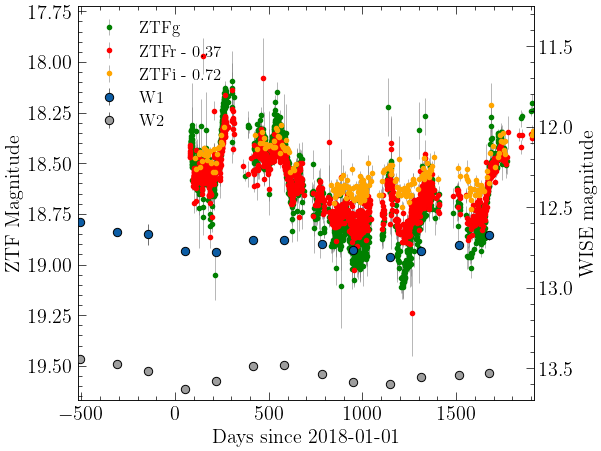 17.75
18.00
18.25
18.50
18.75
19.00
19.25
19.50
ZTF Magnitude
ZTFg
ZTFr - 0.37
ZTFi - 0.72
W1
W2
11.5
12.0
12.5
13.0
13.5
WISE magnitude
−500
0
500
1000
1500
Days since 2018-01-01